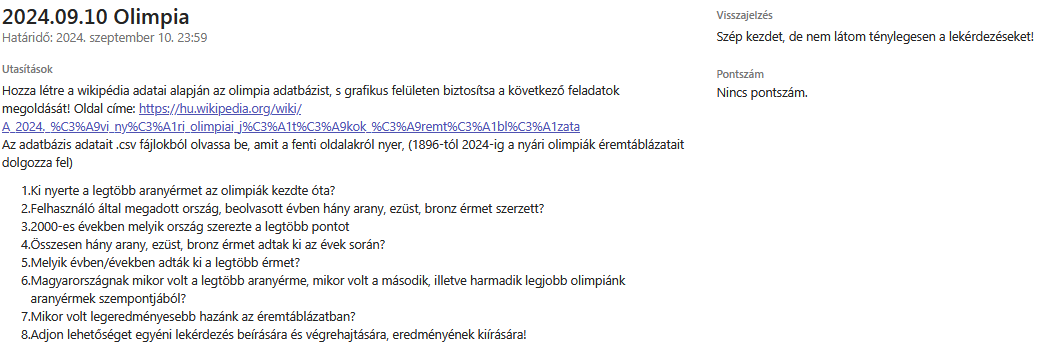 2024.09.10 Olimpia
Határidő: 2024. szeptember 10. 23:59
Utasítások
Hozza létre a wikipédia adatai alapján az olimpia adatbázist, s grafikus felületen biztosítsa a következő feladatok
megoldását! Oldal címe: https://hu.wikipedia.org/wiki/
A_2024._%C3%A9vi_ny%C3%A1ri_olimpiai_j%C3%A1t%C3%A9kok_%C3%A9remt%C3%A1bl%C3%A1zata
Az adatbázis adatait .csv fájlokból olvassa be, amit a fenti oldalakról nyer, (1896-tól 2024-ig a nyári olimpiák éremtáblázatait
dolgozza fel)
1.Ki nyerte a legtöbb aranyérmet az olimpiák kezdte óta?
2.Felhasználó által megadott ország, beolvasott évben hány arany, ezüst, bronz érmet szerzett?
3.2000-es években melyik ország szerezte a legtöbb pontot
4.Összesen hány arany, ezüst, bronz érmet adtak ki az évek során?
5.Melyik évben/években adták ki a legtöbb érmet?
6.Magyarországnak mikor volt a legtöbb aranyérme, mikor volt a második, illetve harmadik legjobb olimpiánk
aranyérmek szempontjából?
7.Mikor volt legeredményesebb hazánk az éremtáblázatban?
8.Adjon lehetőséget egyéni lekérdezés beírására és végrehajtására, eredményének kiírására!
Visszajelzés
Szép kezdet, de nem látom ténylegesen a lekérdezéseket!
Pontszám
Nincs pontszám.